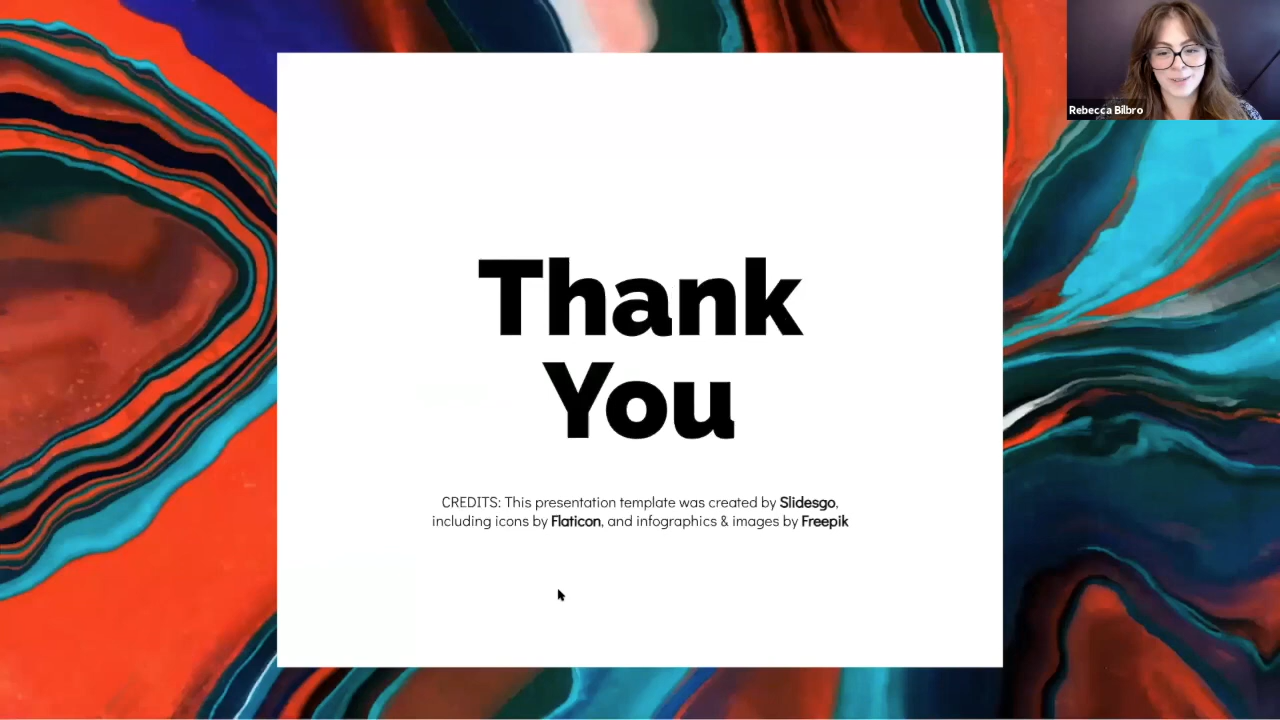 Rebecca Bilbro
Thank
You
CREDITS: This presentation template was created by Slidesgo,
including icons by Flaticon, and infographics & images by Freepik